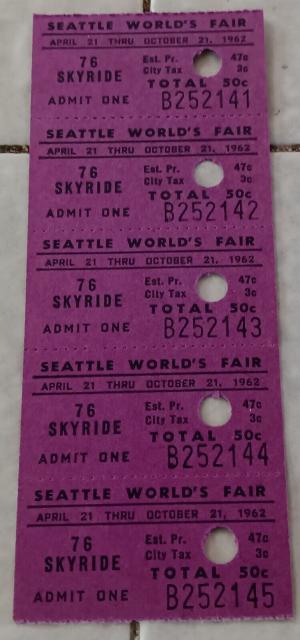 SEATTLE WORLD'S FAIR
APRIL 21 THRU OCTOBER 21, 1962
76 Est. Pr. 47c
SKYRIDE City Tax 3c
TOTAL 50c
ADMIT ONE B252141
SEATTLE WORLD'S FAIR
APRIL 21 THRU OCTOBER 21, 1962
76 Est. Pr. 47c
SKYRIDE City Tax 3c
TOTAL 50c
ADMIT ONE B252142
SEATTLE WORLD'S FAIR
APRIL 21 THRU OCTOBER 21, 1962
76 Est. Pr. 47c
SKYRIDE City Tax 3c
TOTAL 50c
ADMIT ONE B252143
SEATTLE WORLD'S FAIR
APRIL 21 THRU OCTOBER 21, 1962
76 Est. Pr. 47c
SKYRIDE City Tax 3c
TOTAL 50c
ADMIT ONE B252144
SEATTLE WORLD'S FAIR
APRIL 21 THRU OCTOBER 21, 1962
76 Est. Pr. 47c
SKYRIDE City Tax 3c
TOTAL 50c
ADMIT ONE B252145